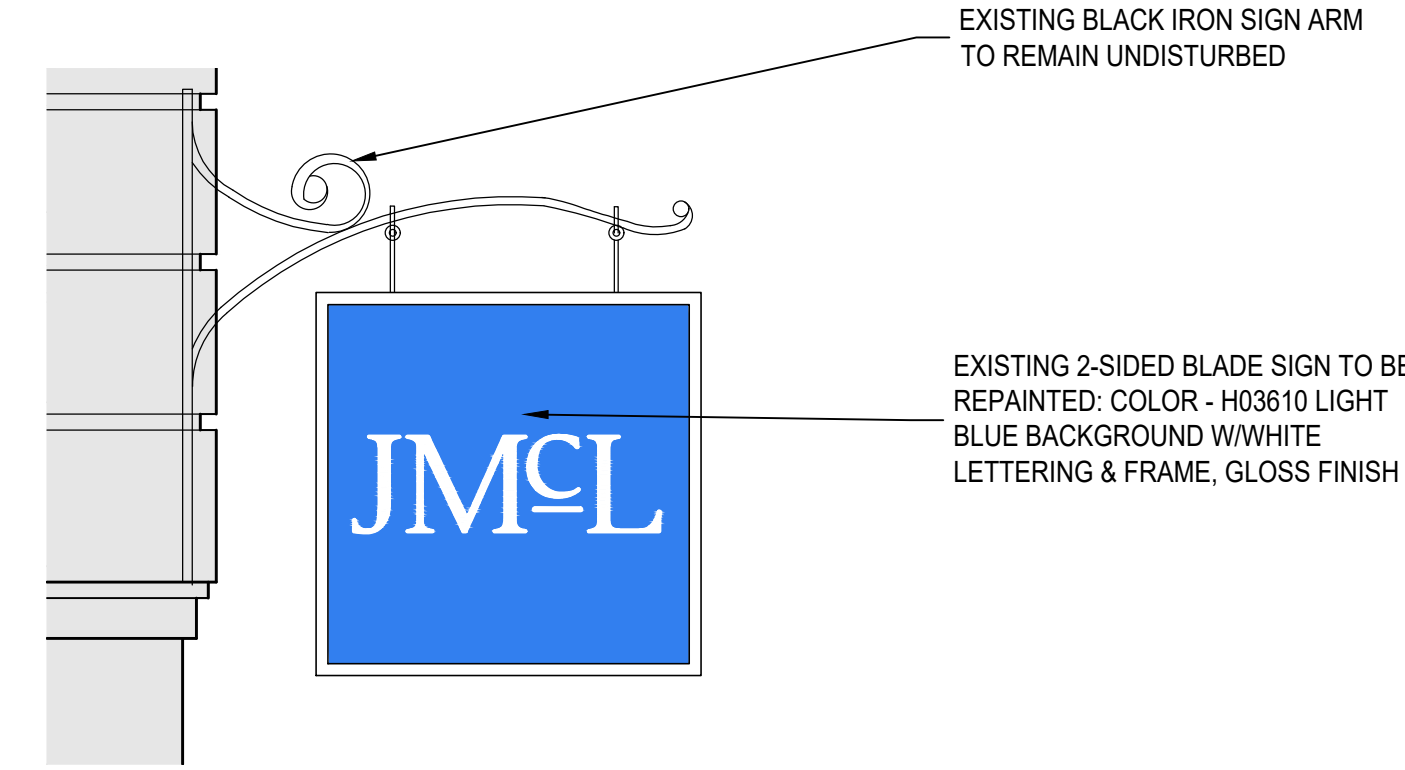 EXISTING BLACK IRON SIGN ARM
TO REMAIN UNDISTURBED
EXISTING 2-SIDED BLADE SIGN TO BE
REPAINTED: COLOR - H03610 LIGHT
BLUE BACKGROUND W/WHITE
LETTERING & FRAME, GLOSS FINISH
JMcL